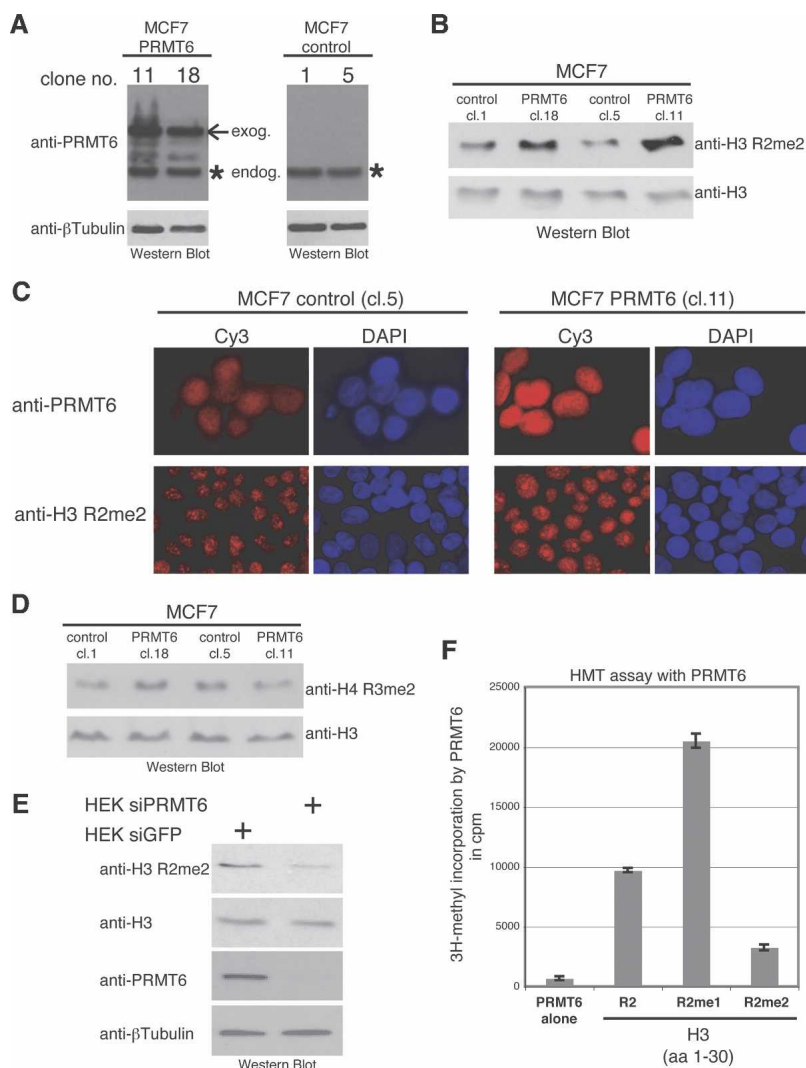 A
MCF7 PRMT6
MCF7 control
clone no. 11 18 1 5
anti-PRMT6
exog.
* endog. *
anti-βTubulin
Western Blot Western Blot
B
MCF7
control cl.1 PRMT6 cl.18 control cl.5 PRMT6 cl.11
anti-H3 R2me2
anti-H3
Western Blot
C
MCF7 control (cl.5) MCF7 PRMT6 (cl.11)
Cy3 DAPI Cy3 DAPI
anti-PRMT6
anti-H3 R2me2
D
MCF7
control cl.1 PRMT6 cl.18 control cl.5 PRMT6 cl.11
anti-H4 R3me2
anti-H3
Western Blot
E
HEK siPRMT6 +
HEK siGFP +
anti-H3 R2me2
anti-H3
anti-PRMT6
anti-βTubulin
Western Blot
F
HMT assay with PRMT6
3H-methyl incorporation by PRMT6 in cpm
25000
20000
15000
10000
5000
0
PRMT6 alone R2 R2me1 R2me2
H3
(aa 1-30)